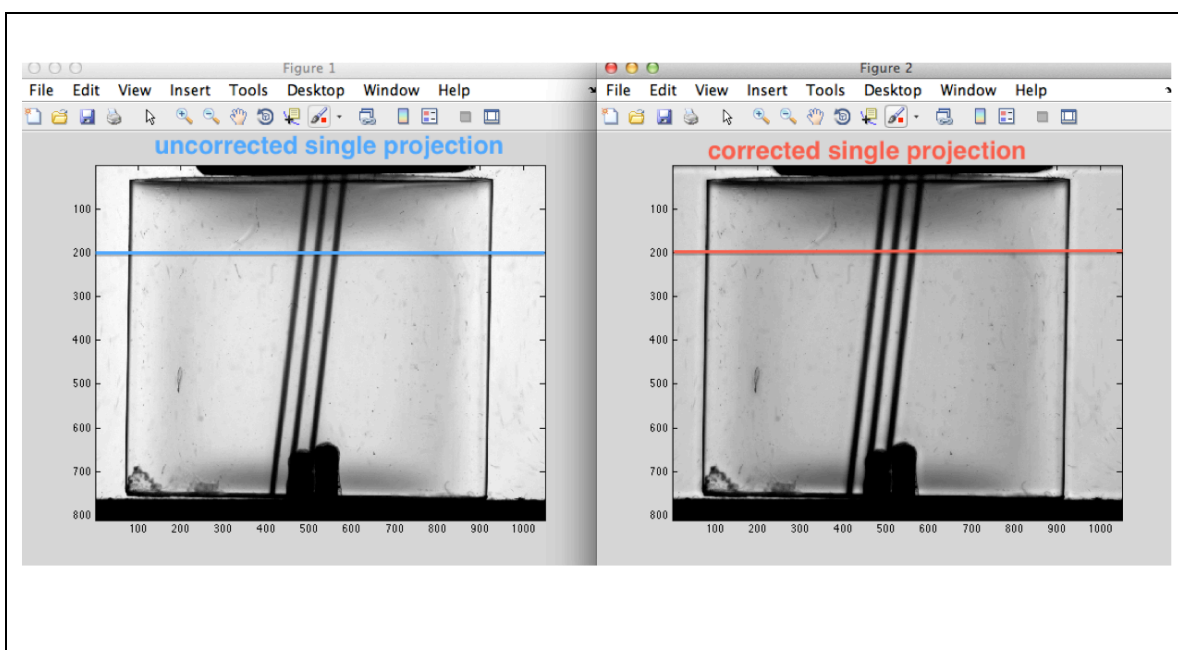 Figure 1
File Edit View Insert Tools Desktop Window Help
uncorrected single projection
100
200
300
400
500
600
700
800
100 200 300 400 500 600 700 800 900 1000
Figure 2
File Edit View Insert Tools Desktop Window Help
corrected single projection
100
200
300
400
500
600
700
800
100 200 300 400 500 600 700 800 900 1000